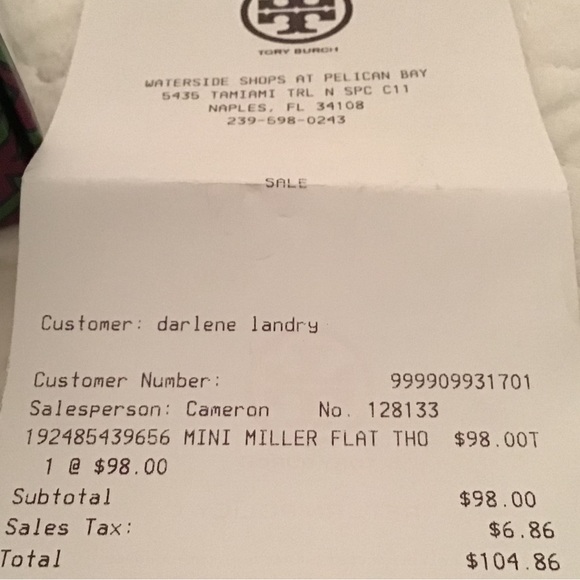 TORY BURCH
WATERSIDE SHOPS AT PELICAN BAY
5435 TAMIAMI TRL N SPC C11
NAPLES, FL 34108
239-598-0243
SALE
Customer: darlene landry
Customer Number: 999909931701
Salesperson: Cameron No. 128133
192485439656 MINI MILLER FLAT THO $98.00T
1 @ $98.00
Subtotal $98.00
Sales Tax: $6.86
Total $104.86